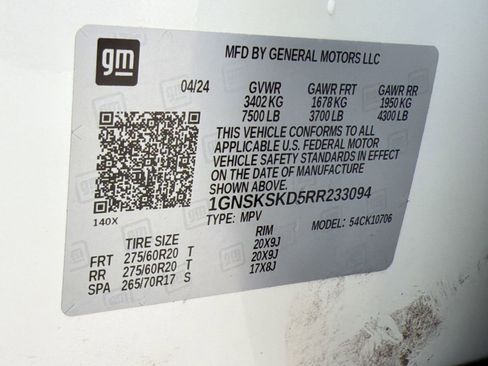 gm
MFD BY GENERAL MOTORS LLC
04/24 GVWR GAWR FRT GAWR RR
3402 KG 1678 KG 1950 KG
7500 LB 3700 LB 4300 LB
THIS VEHICLE CONFORMS TO ALL
APPLICABLE U.S. FEDERAL MOTOR
VEHICLE SAFETY STANDARDS IN EFFECT
ON THE DATE OF MANUFACTURE
SHOWN ABOVE.
1GNSKSKD5RR233094
140X TYPE: MPV 54CK10706
TIRE SIZE RIM
FRT 275/60R20 T 20X9J
RR 275/60R20 T 20X9J
SPA 265/70R17 S 17X8J